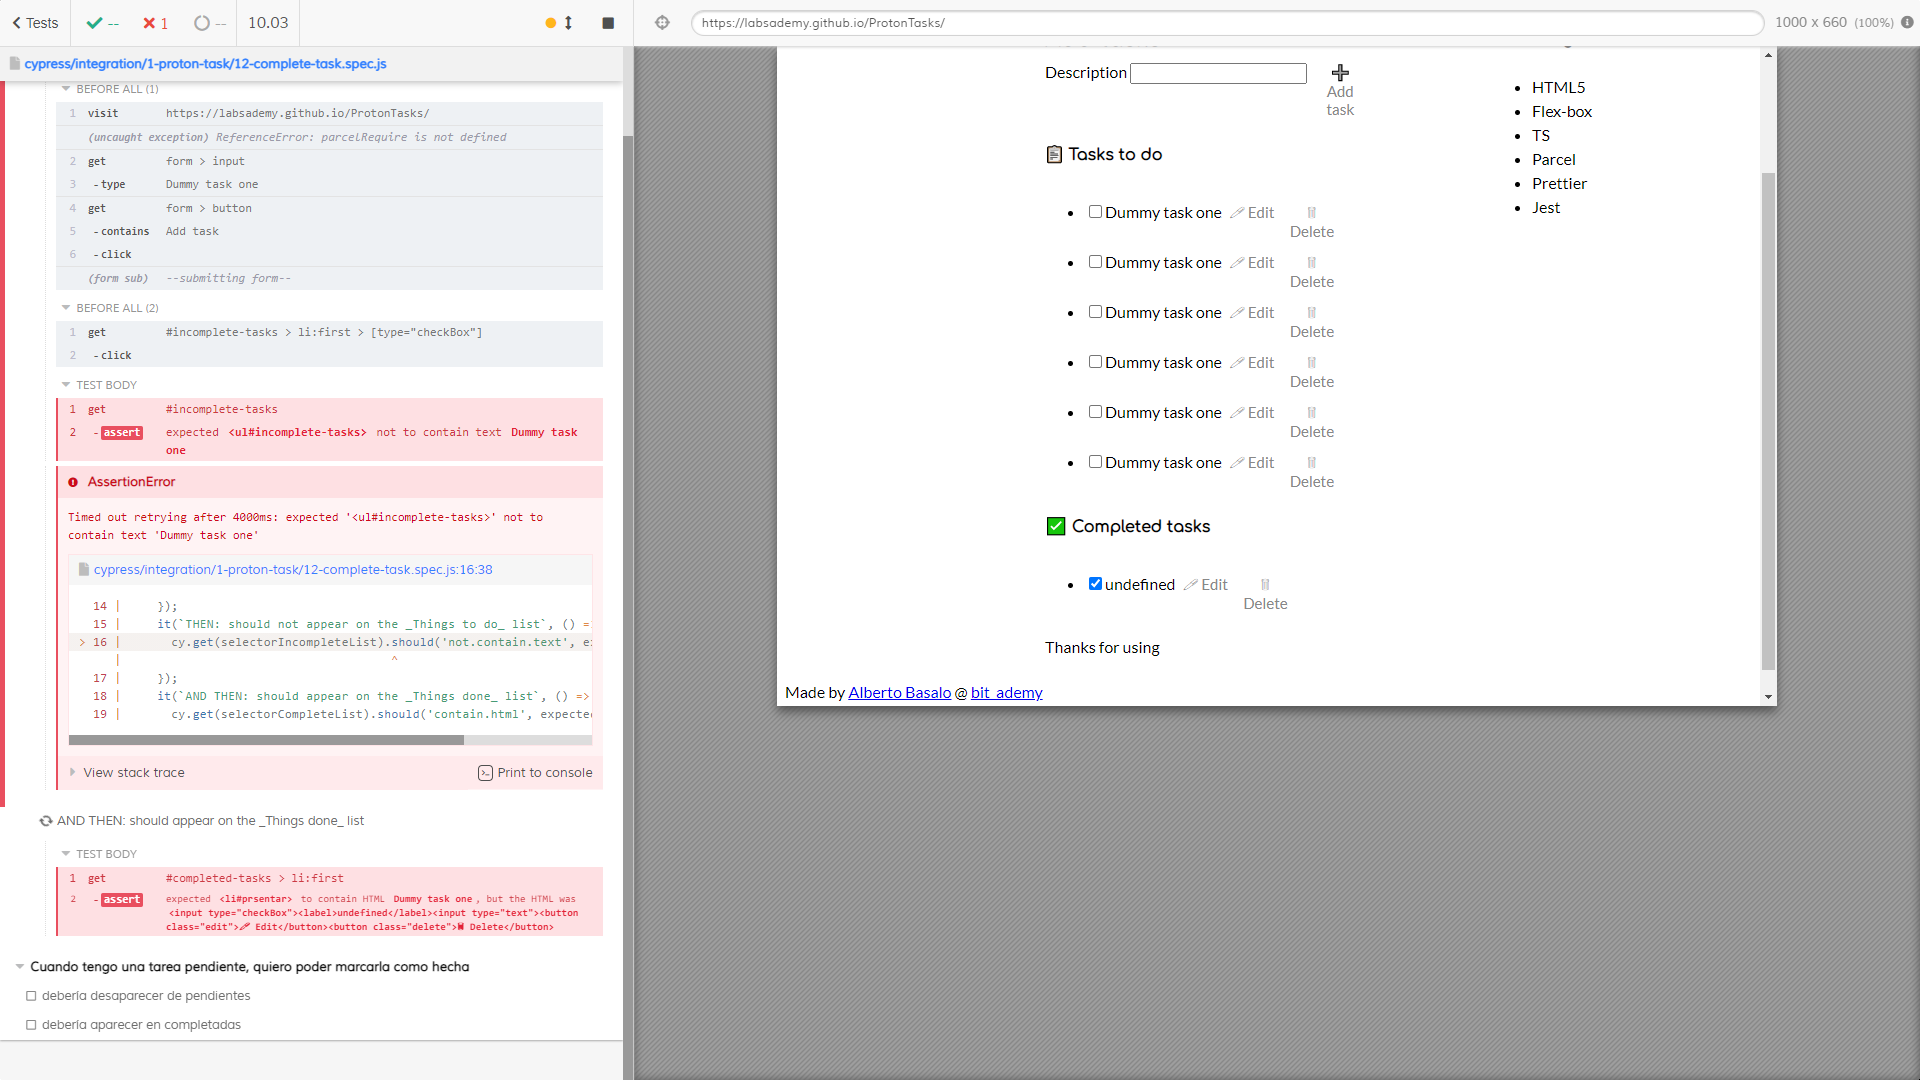 Tests
--
1
--
10.03
https://labsademy.github.io/ProtonTasks/
1000 x 660 (100%)
cypress/integration/1-proton-task/12-complete-task.spec.js
BEFORE ALL (1)
1 visit https://labsademy.github.io/ProtonTasks/
(uncaught exception) ReferenceError: parcelRequire is not defined
2 get form > input
3 -type Dummy task one
4 get form > button
5 -contains Add task
6 -click
(form sub) --submitting form--
BEFORE ALL (2)
1 get #incomplete-tasks > li:first > [type="checkBox"]
2 -click
TEST BODY
1 get #incomplete-tasks
2 -assert expected <ul#incomplete-tasks> not to contain text Dummy task
one
AssertionError
Timed out retrying after 4000ms: expected '<ul#incomplete-tasks>' not to
contain text 'Dummy task one'
cypress/integration/1-proton-task/12-complete-task.spec.js:16:38
14 | });
15 | it(`THEN: should not appear on the _Things to do_ list`, () =
> 16 | cy.get(selectorIncompleteList).should('not.contain.text', e
| ^
17 | });
18 | it(`AND THEN: should appear on the _Things done_ list`, () =>
19 | cy.get(selectorCompleteList).should('contain.html', expecte
View stack trace
Print to console
AND THEN: should appear on the _Things done_ list
TEST BODY
1 get #completed-tasks > li:first
2 -assert expected <li#prsentar> to contain HTML Dummy task one, but the HTML was
<input type="checkBox"><label>undefined</label><input type="text"><button
class="edit">🖊 Edit</button><button class="delete">🗑 Delete</button>
Cuando tengo una tarea pendiente, quiero poder marcarla como hecha
debería desaparecer de pendientes
debería aparecer en completadas
Description
Add
task
Tasks to do
Dummy task one Edit
Delete
Dummy task one Edit
Delete
Dummy task one Edit
Delete
Dummy task one Edit
Delete
Dummy task one Edit
Delete
Dummy task one Edit
Delete
Completed tasks
undefined Edit
Delete
Thanks for using
Made by Alberto Basalo @ bit_ademy
HTML5
Flex-box
TS
Parcel
Prettier
Jest